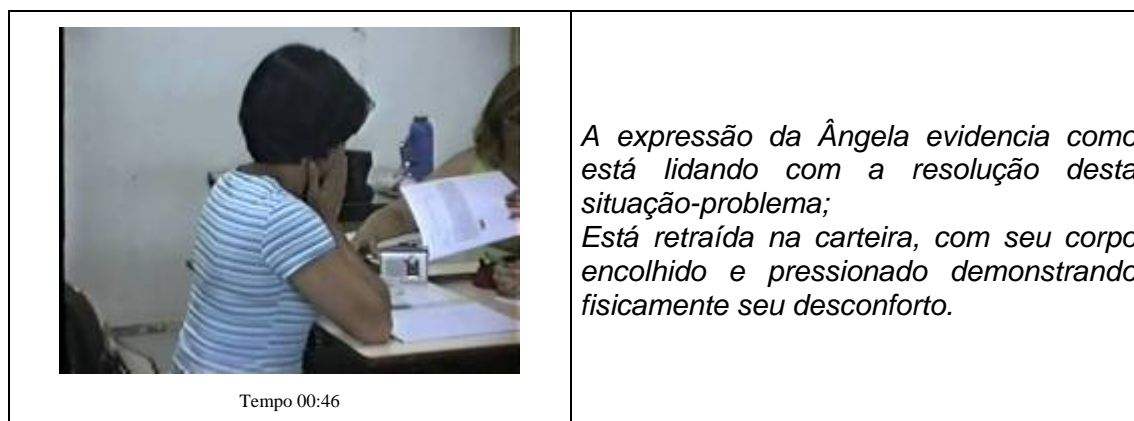 Tempo 00:46
A expressão da Ângela evidencia como
está lidando com a resolução desta
situação-problema;
Está retraída na carteira, com seu corpo
encolhido e pressionado demonstrando
fisicamente seu desconforto.